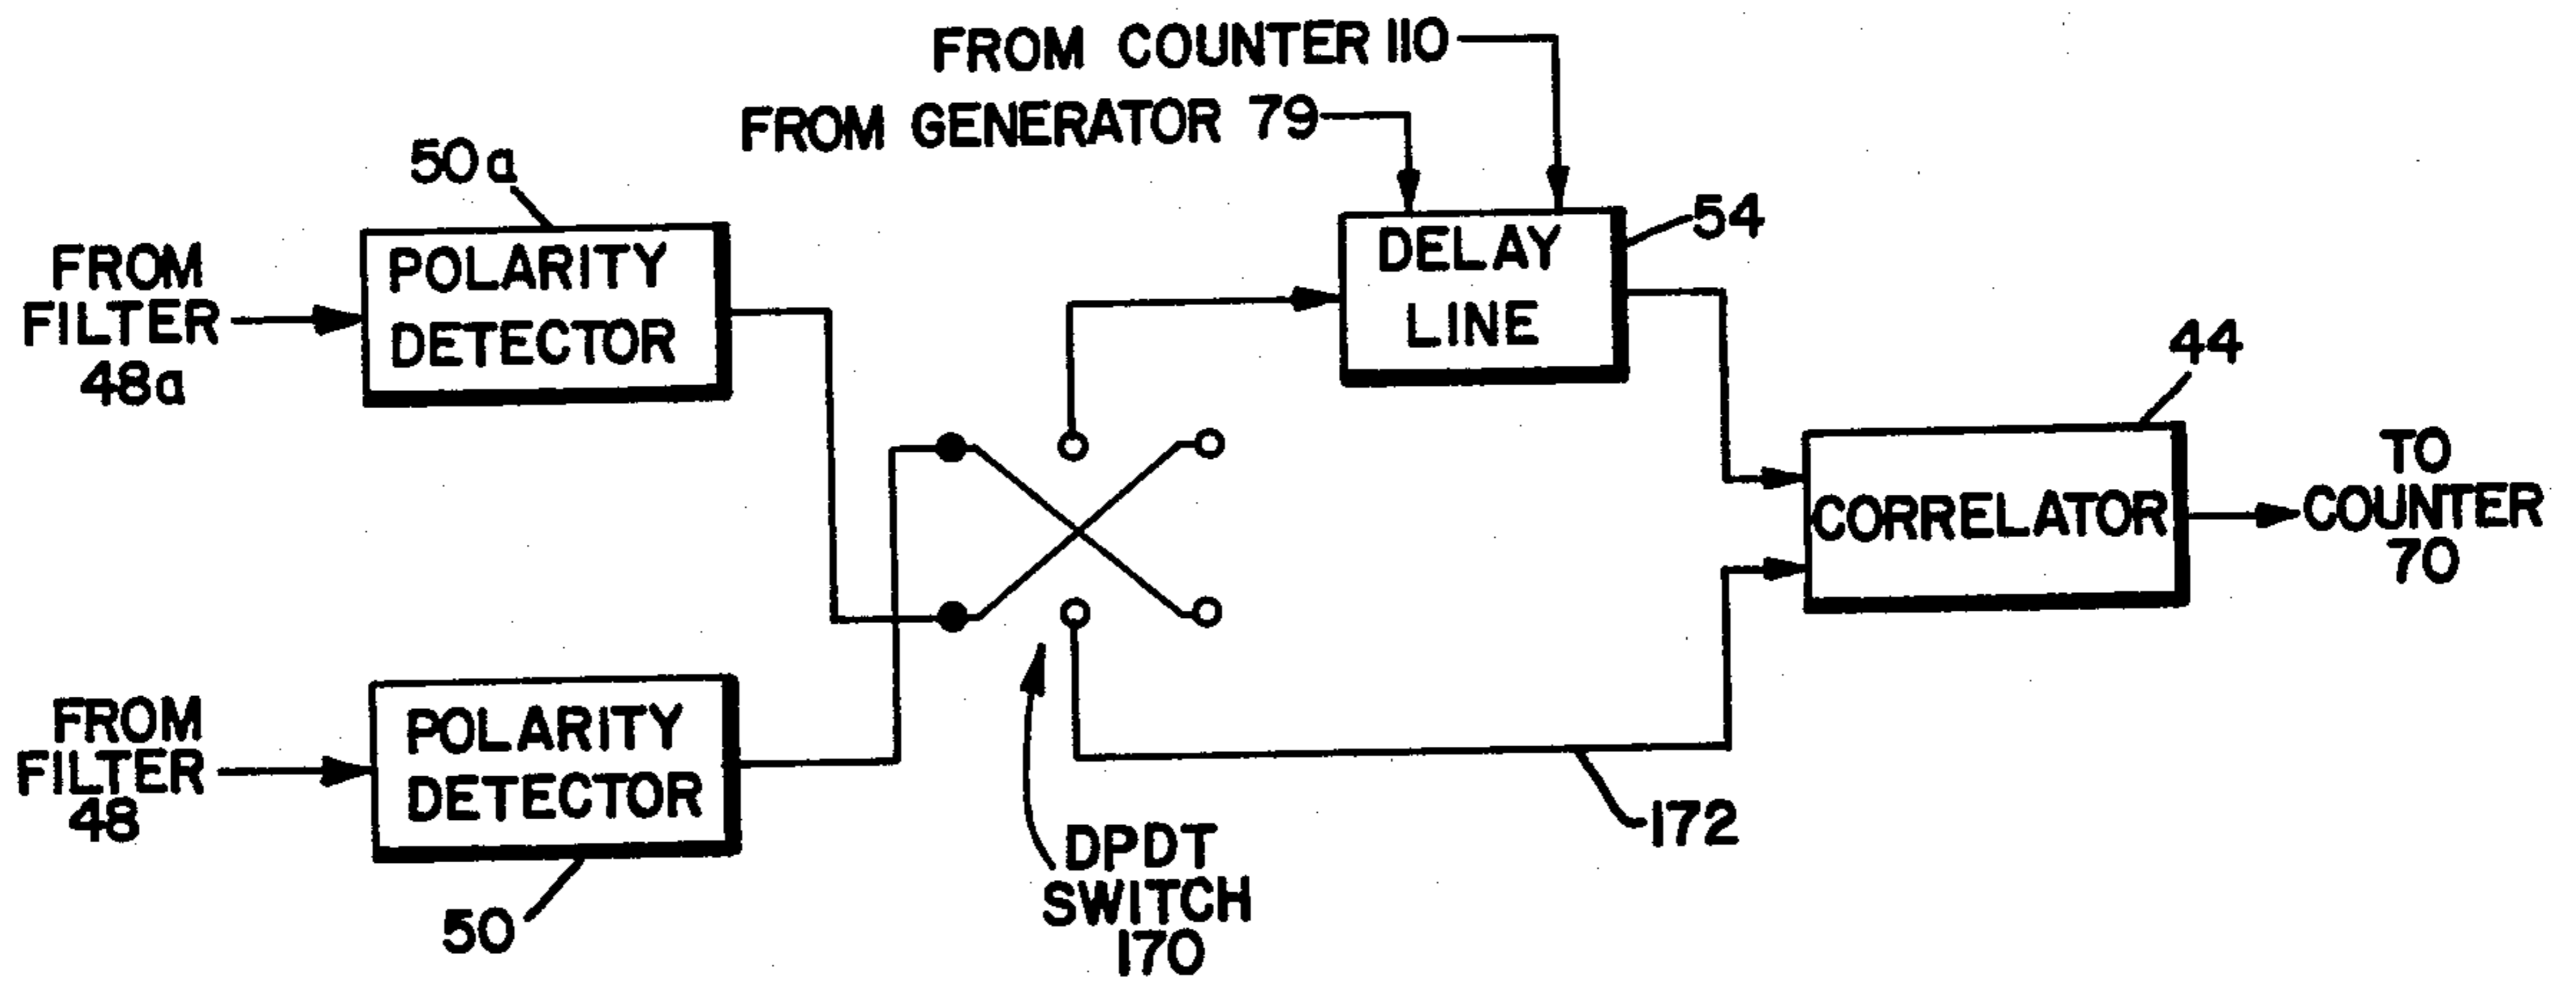 FROM COUNTER 110
FROM GENERATOR 79
50a
FROM
FILTER
48a
POLARITY
DETECTOR
DELAY
LINE
54
44
CORRELATOR
TO
COUNTER
70
FROM
FILTER
48
POLARITY
DETECTOR
50
DPDT
SWITCH
170
172